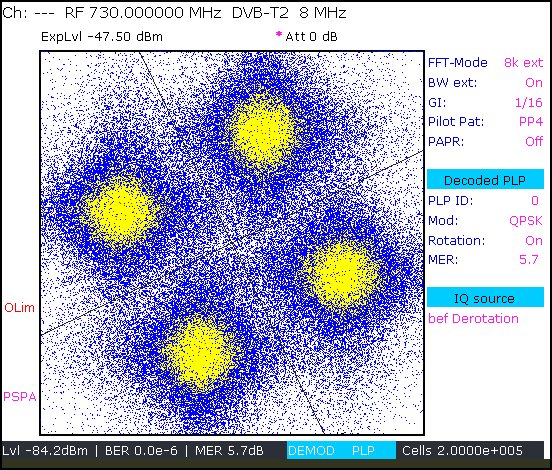 Ch: --- RF 730.000000 MHz DVB-T2 8 MHz
ExpLvl -47.50 dBm * Att 0 dB
FFT-Mode 8k ext
BW ext: On
GI: 1/16
Pilot Pat: PP4
PAPR: Off
Decoded PLP
PLP ID: 0
Mod: QPSK
Rotation: On
MER: 5.7
IQ source
OLim
bef Derotation
PSPA
Lvl -84.2dBm | BER 0.0e-6 | MER 5.7dB DEMOD PLP Cells 2.0000e+005